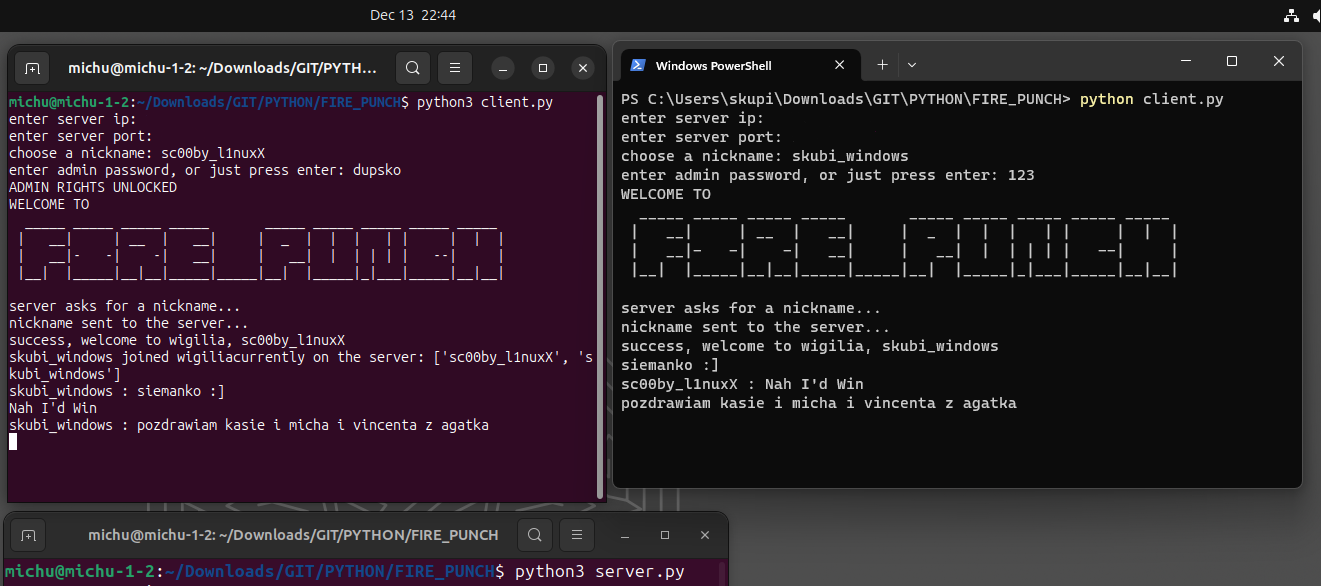 Dec 13 22:44
michu@michu-1-2: ~/Downloads/GIT/PYTH...
michu@michu-1-2:~/Downloads/GIT/PYTHON/FIRE_PUNCH$ python3 client.py
enter server ip:
enter server port:
choose a nickname: sc00by_l1nuxX
enter admin password, or just press enter: dupsko
ADMIN RIGHTS UNLOCKED
WELCOME TO
FIRE_PUNCH
server asks for a nickname...
nickname sent to the server...
success, welcome to wigilia, sc00by_l1nuxX
skubi_windows joined wigiliacurrently on the server: ['sc00by_l1nuxX', 's
kubi_windows']
skubi_windows : siemanko :]
Nah I'd Win
skubi_windows : pozdrawiam kasie i micha i vincenta z agatka
Windows PowerShell
PS C:\Users\skupi\Downloads\GIT\PYTHON\FIRE_PUNCH> python client.py
enter server ip:
enter server port:
choose a nickname: skubi_windows
enter admin password, or just press enter: 123
WELCOME TO
FIRE_PUNCH
server asks for a nickname...
nickname sent to the server...
success, welcome to wigilia, skubi_windows
siemanko :]
sc00by_l1nuxX : Nah I'd Win
pozdrawiam kasie i micha i vincenta z agatka
michu@michu-1-2: ~/Downloads/GIT/PYTHON/FIRE_PUNCH
michu@michu-1-2:~/Downloads/GIT/PYTHON/FIRE_PUNCH$ python3 server.py